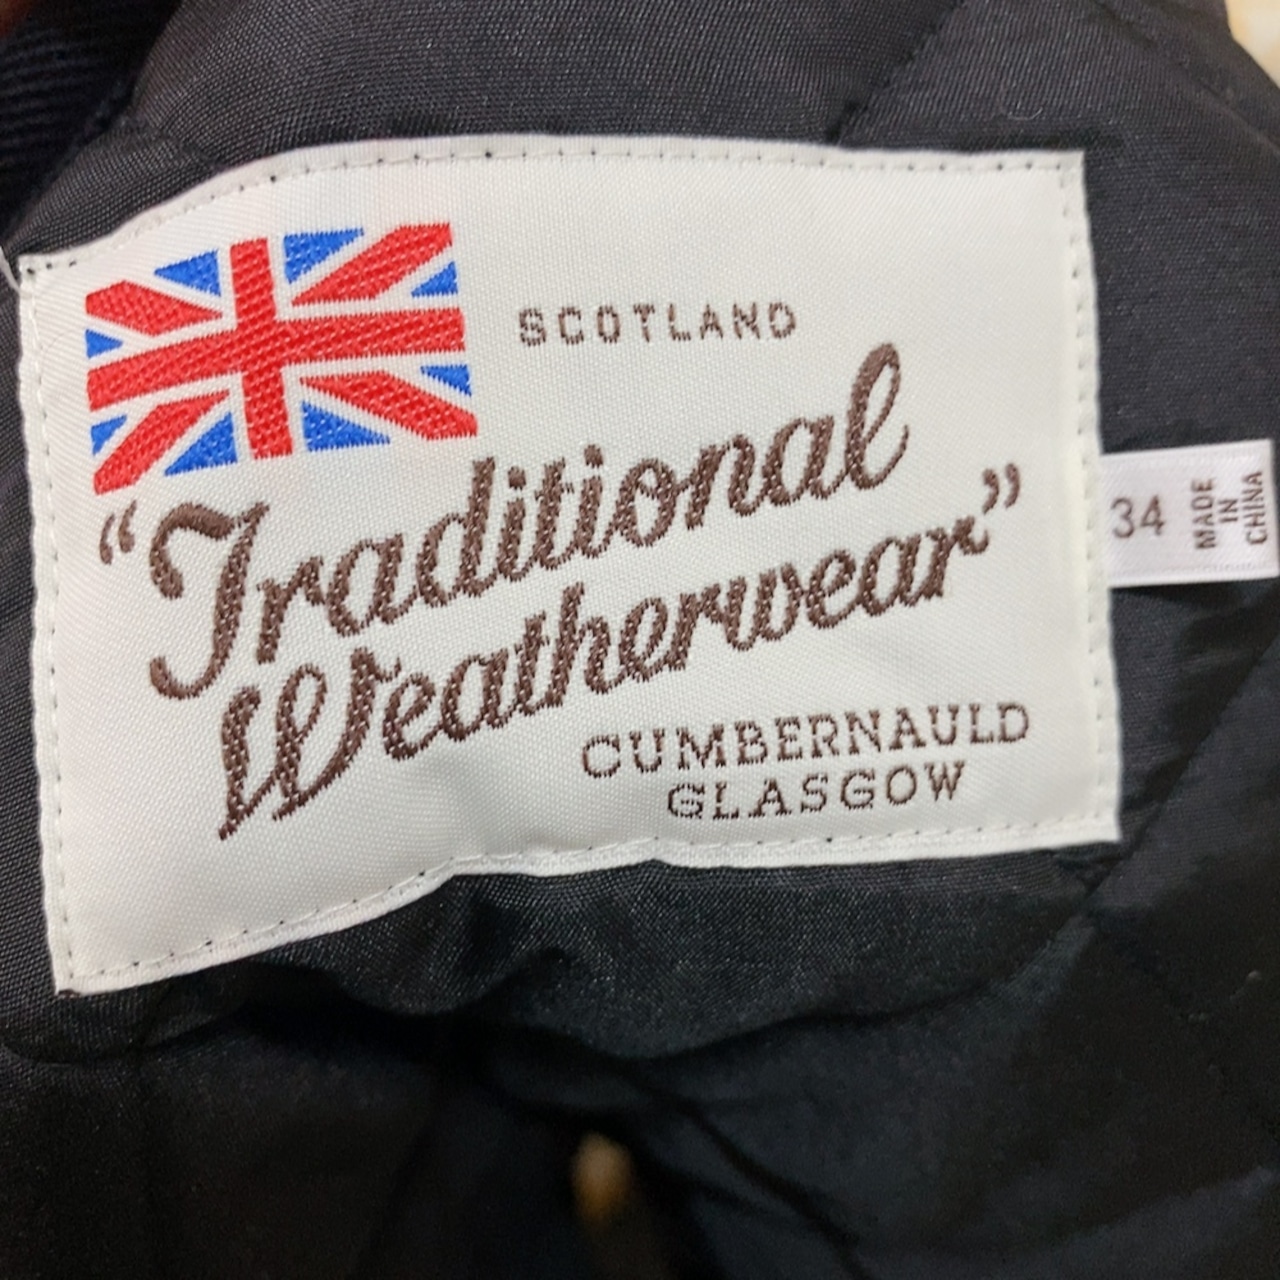 SCOTLAND
“Traditional
Weatherwear”
CUMBERNAULD
GLASGOW
34
MADE
IN
CHINA